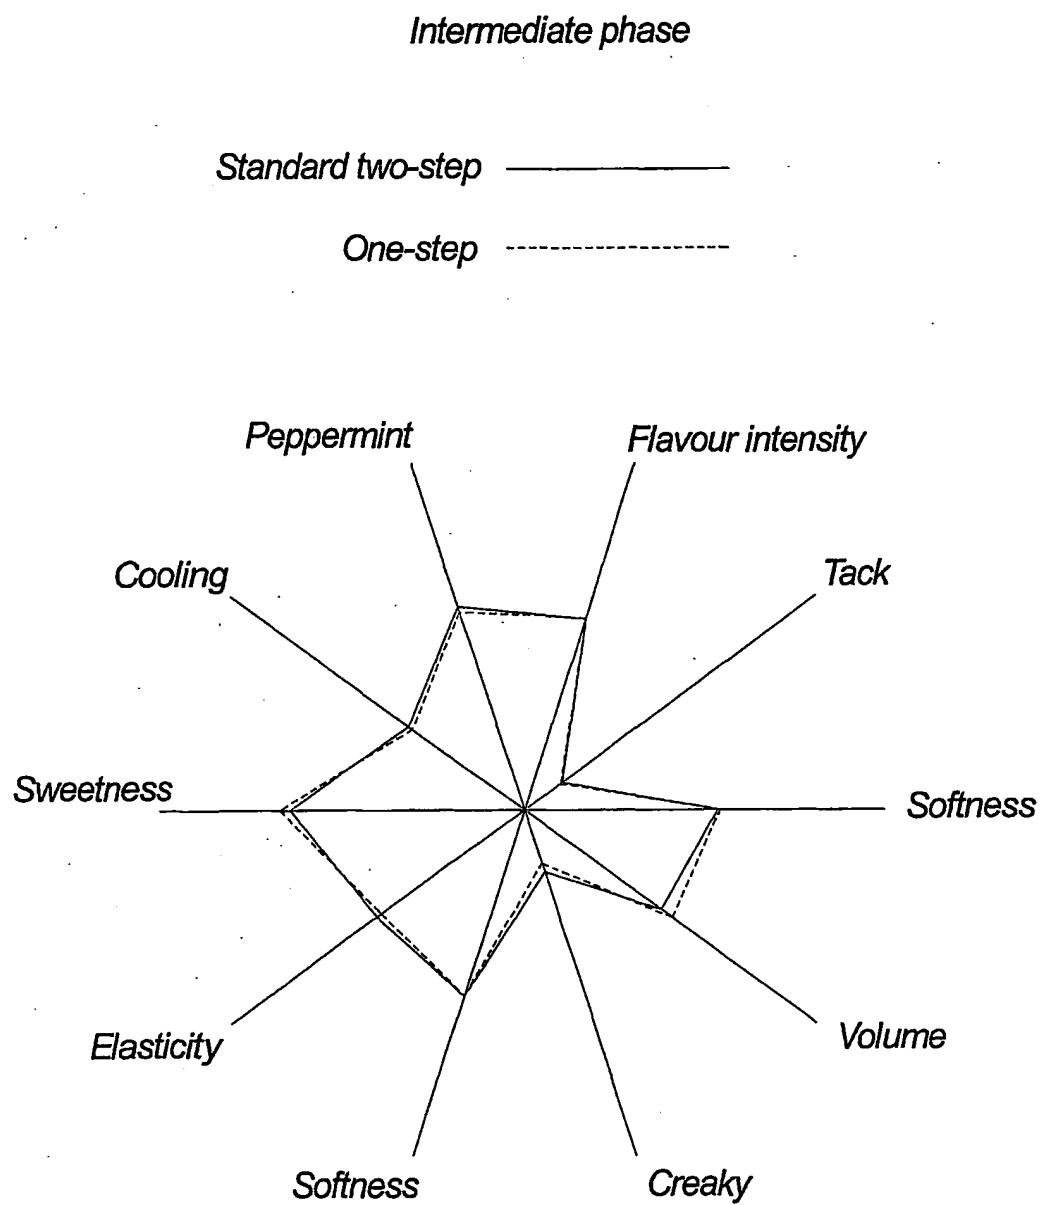 Intermediate phase
Standard two-step
One-step
Peppermint
Flavour intensity
Cooling
Tack
Sweetness
Softness
Elasticity
Volume
Softness
Creaky